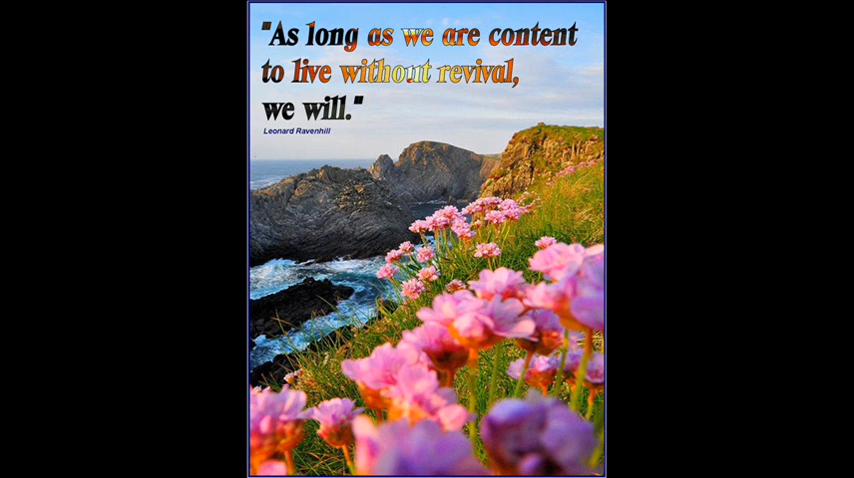 "As long as we are content
to live without revival,
we will."
Leonard Ravenhill